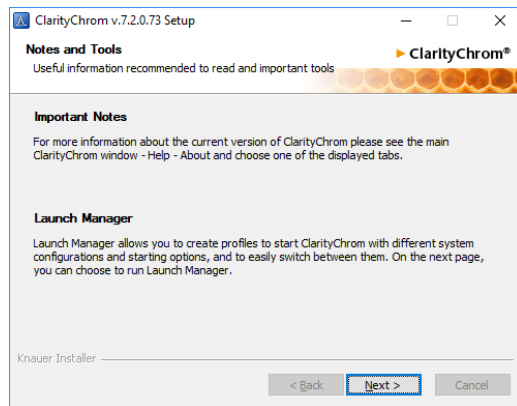 ClarityChrom v.7.2.0.73 Setup
Notes and Tools
Useful information recommended to read and important tools
ClarityChrom®
Important Notes
For more information about the current version of ClarityChrom please see the main
ClarityChrom window - Help - About and choose one of the displayed tabs.
Launch Manager
Launch Manager allows you to create profiles to start ClarityChrom with different system
configurations and starting options, and to easily switch between them. On the next page,
you can choose to run Launch Manager.
Knauer Installer
< Back Next > Cancel